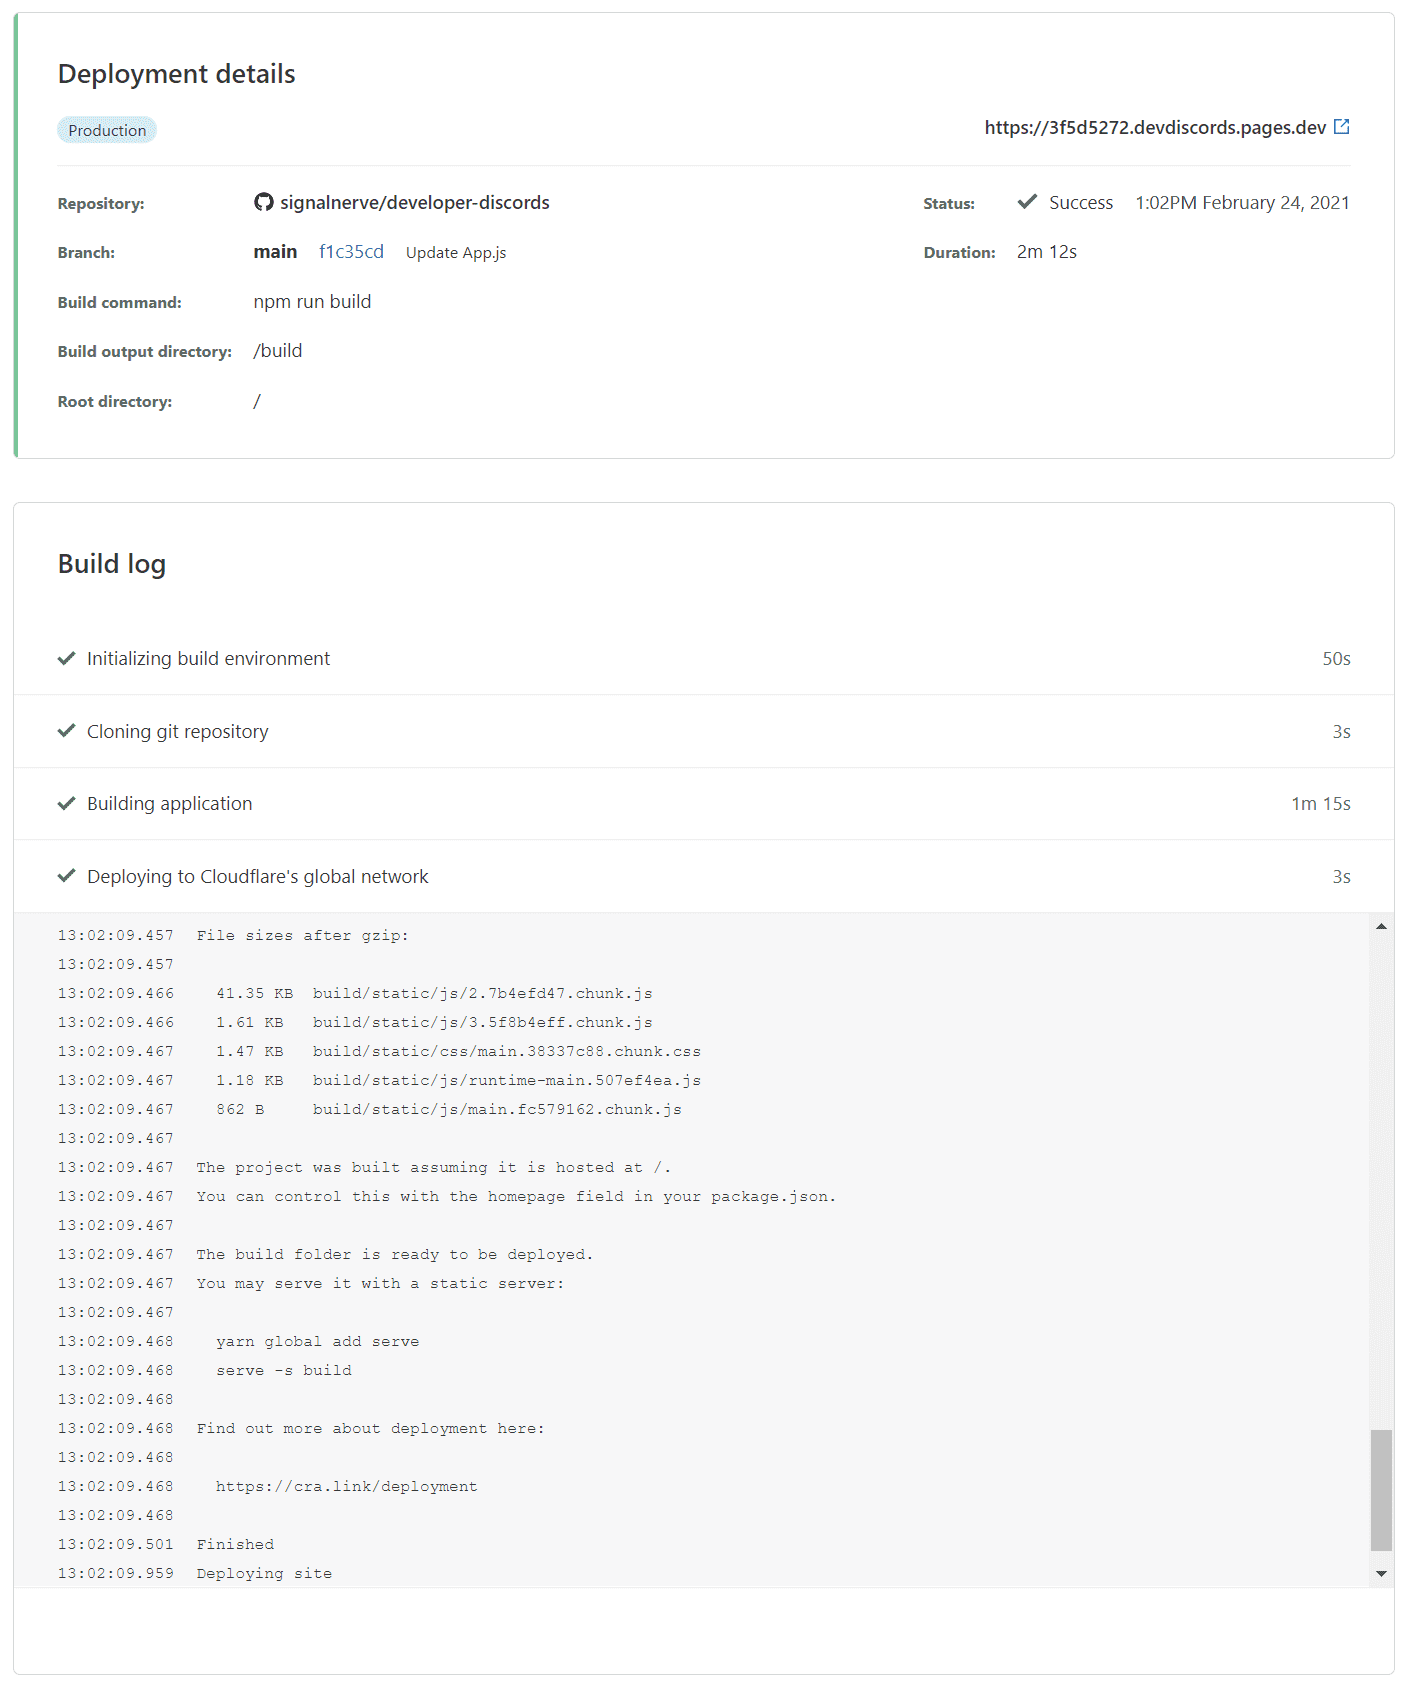 Deployment details
Production
https://3f5d5272.devdiscords.pages.dev
Repository: signalnerve/developer-discords Status: Success 1:02PM February 24, 2021
Branch: main f1c35cd Update App.js Duration: 2m 12s
Build command: npm run build
Build output directory: /build
Root directory: /
Build log
Initializing build environment 50s
Cloning git repository 3s
Building application 1m 15s
Deploying to Cloudflare's global network 3s
13:02:09.457 File sizes after gzip:
13:02:09.457
13:02:09.466 41.35 KB build/static/js/2.7b4efd47.chunk.js
13:02:09.466 1.61 KB build/static/js/3.5f8b4eff.chunk.js
13:02:09.467 1.47 KB build/static/css/main.38337c88.chunk.css
13:02:09.467 1.18 KB build/static/js/runtime-main.507ef4ea.js
13:02:09.467 862 B build/static/js/main.fc579162.chunk.js
13:02:09.467
13:02:09.467 The project was built assuming it is hosted at /.
13:02:09.467 You can control this with the homepage field in your package.json.
13:02:09.467
13:02:09.467 The build folder is ready to be deployed.
13:02:09.467 You may serve it with a static server:
13:02:09.467
13:02:09.468 yarn global add serve
13:02:09.468 serve -s build
13:02:09.468
13:02:09.468 Find out more about deployment here:
13:02:09.468
13:02:09.468 https://cra.link/deployment
13:02:09.468
13:02:09.501 Finished
13:02:09.959 Deploying site